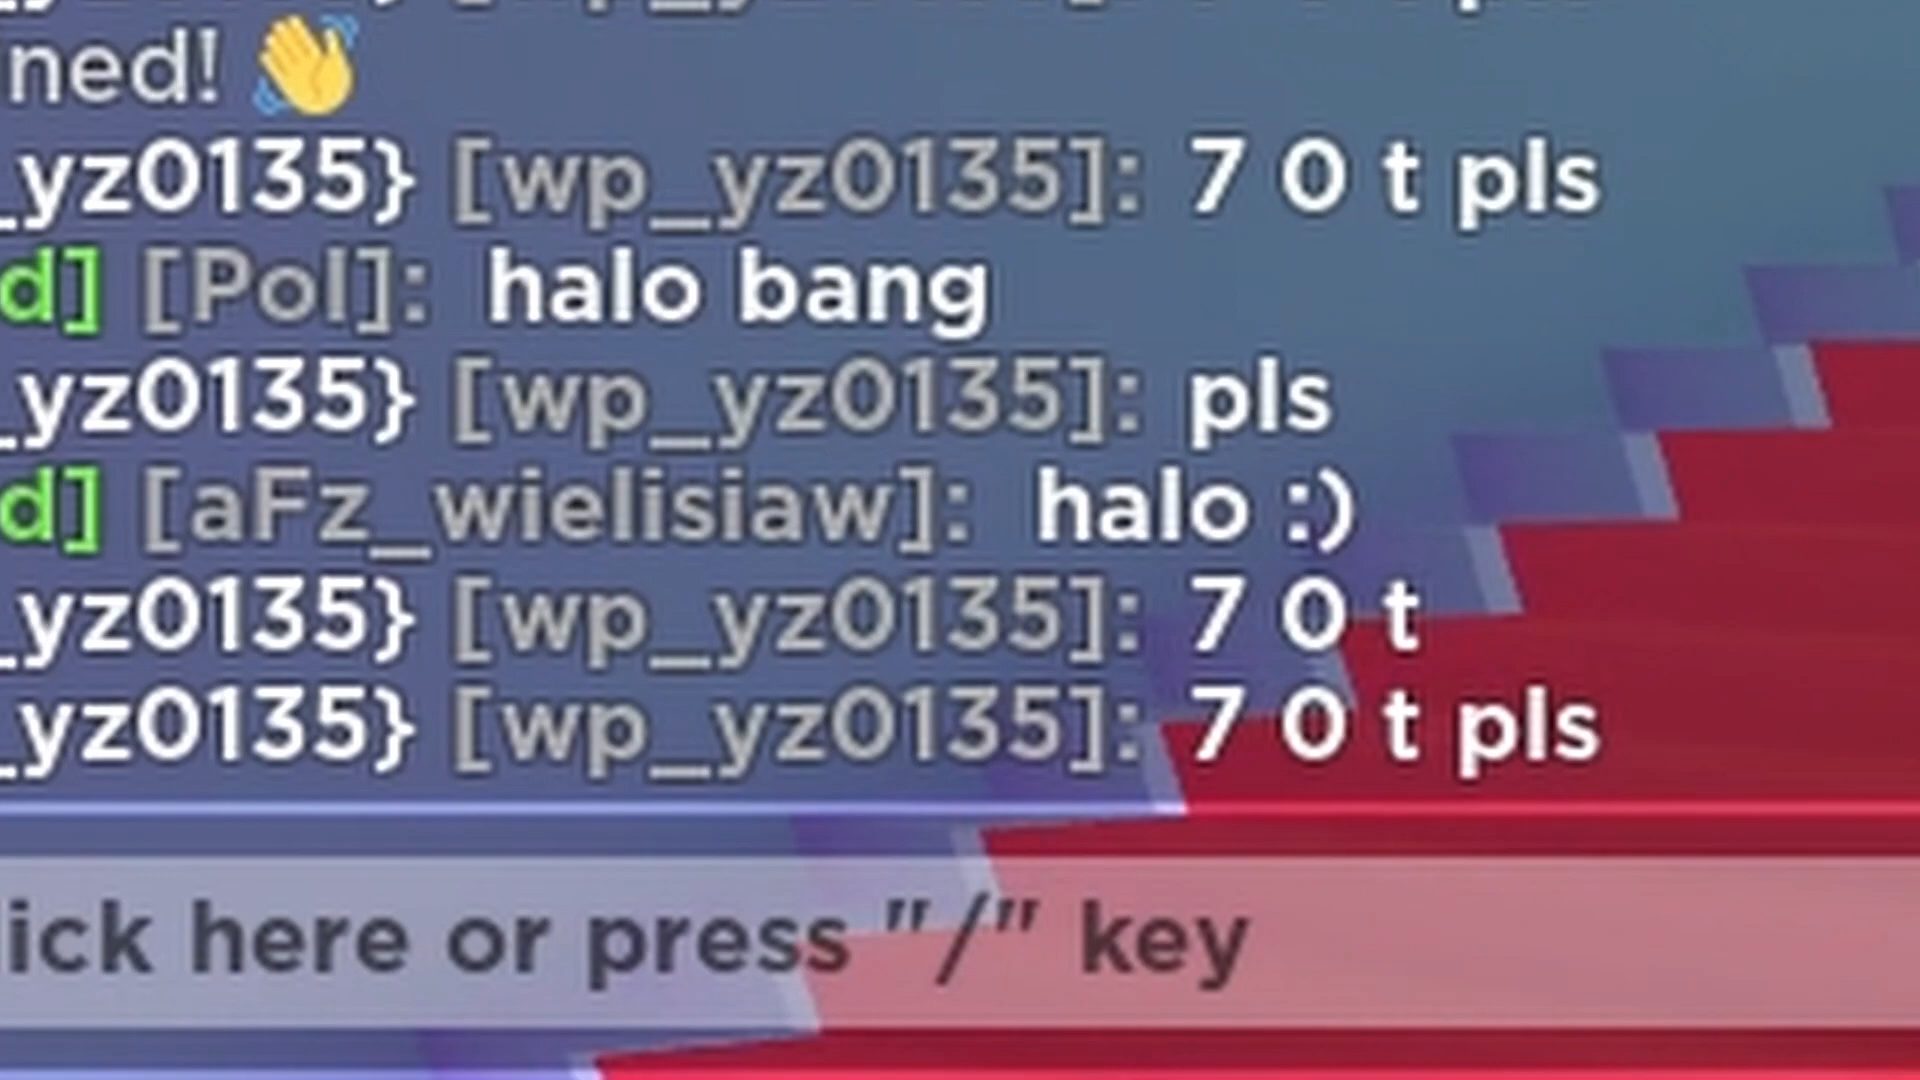 ned! 👋
_yz0135} [wp_yz0135]: 7 0 t pls
d] [Pol]: halo bang
_yz0135} [wp_yz0135]: pls
d] [aFz_wielisiaw]: halo :)
_yz0135} [wp_yz0135]: 7 0 t
_yz0135} [wp_yz0135]: 7 0 t pls
lick here or press "/" key